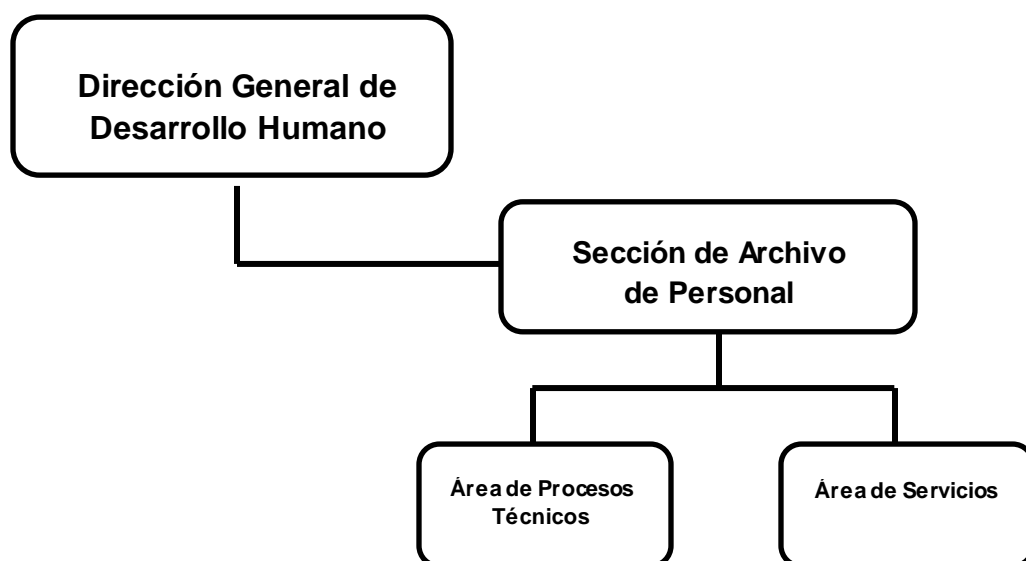 Dirección General de
Desarrollo Humano
Sección de Archivo
de Personal
Área de Procesos
Técnicos
Área de Servicios